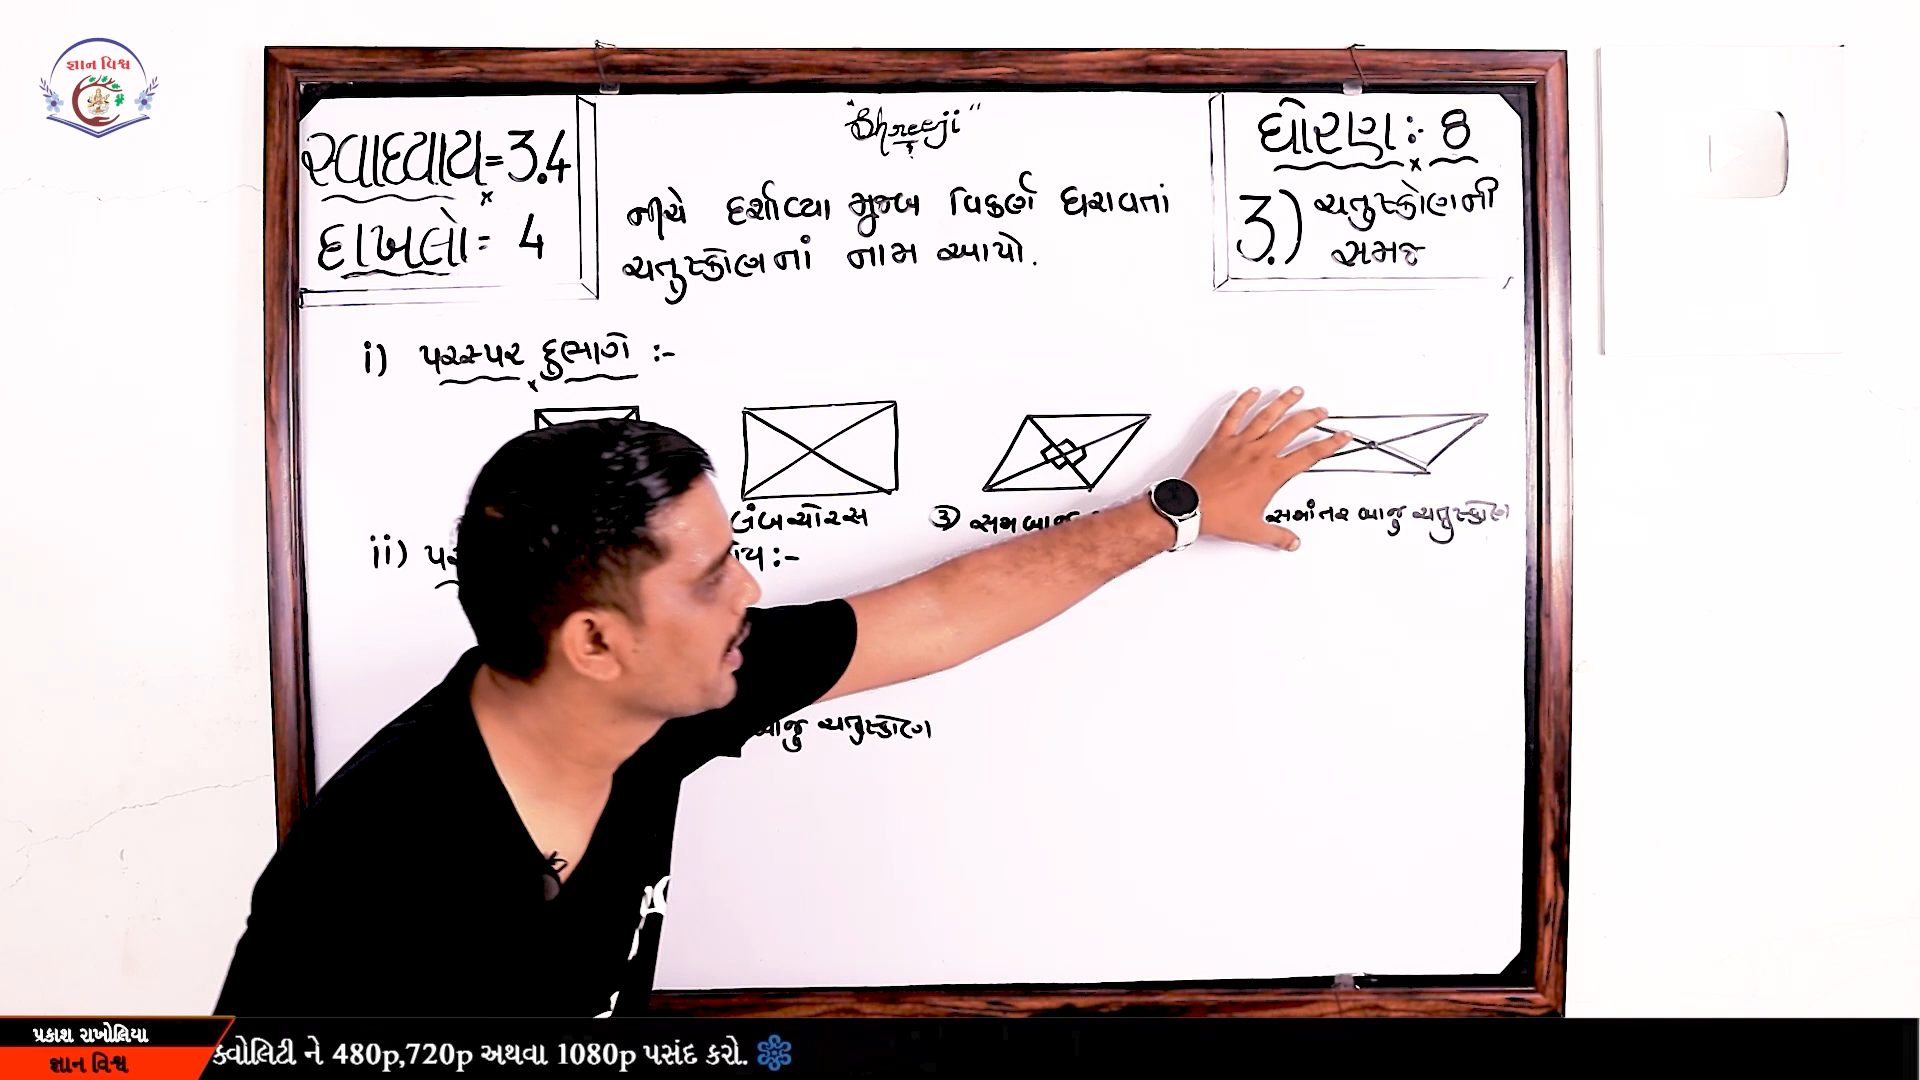 જ્ઞાન વિશ્વ
સ્વાધ્યાય = 3.4
દાખલો = 4
"Shreeji"
નીચે દર્શાવ્યા મુજબ વિકર્ણ ધરાવતાં
ચતુષ્કોણનાં નામ આપો.
ધોરણ :- 8
3.) ચતુષ્કોણની
સમજ
i) પરસ્પર દુભાગે :-
લંબચોરસ
③ સમબાજુ
સમાંતર બાજુ ચતુષ્કોણ
ii)
બાજુ ચતુષ્કોણ
પ્રકાશ રાખોલિયા
જ્ઞાન વિશ્વ
ક્વોલિટી ને 480p,720p અથવા 1080p પસંદ કરો.